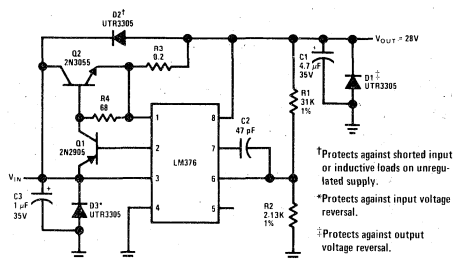 D2†
UTR3305
Q2
2N3055
R3
0.2
R4
68
Q1
2N2905
VIN
C3
1 μF
35V
D3*
UTR3305
1
2
3
4
LM376
8
7
6
5
C2
47 pF
R1
31K
1%
R2
2.13K
1%
C1
4.7 μF
35V
VOUT = 28V
D1‡
UTR3305
†Protects against shorted input
or inductive loads on unregu-
lated supply.
*Protects against input voltage
reversal.
‡Protects against output
voltage reversal.